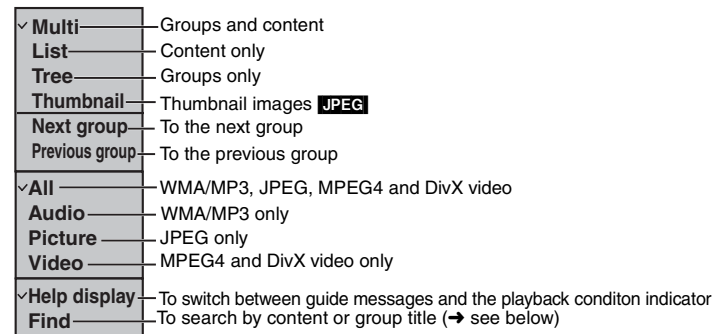 ✓ Multi Groups and content
List Content only
Tree Groups only
Thumbnail Thumbnail images JPEG
Next group To the next group
Previous group To the previous group
✓ All WMA/MP3, JPEG, MPEG4 and DivX video
Audio WMA/MP3 only
Picture JPEG only
Video MPEG4 and DivX video only
✓ Help display To switch between guide messages and the playback conditon indicator
Find To search by content or group title (➜ see below)